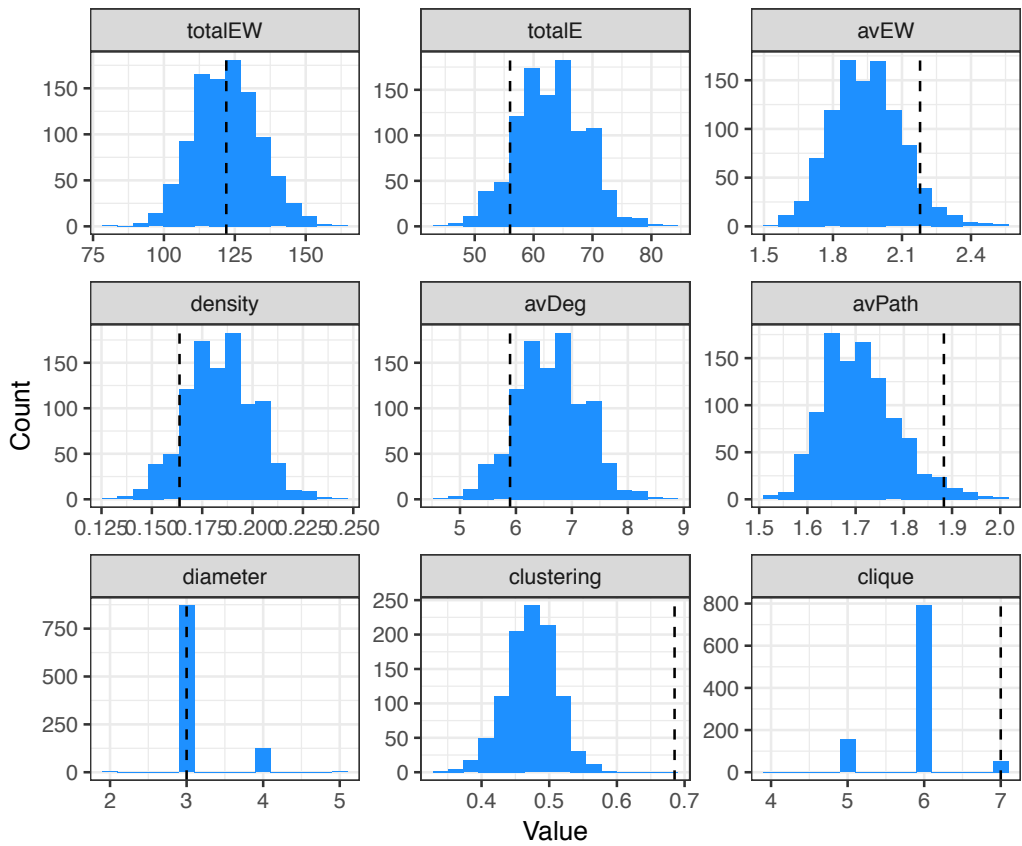 totalEW totalE avEW
150
100
50
0
75 100 125 150
150
100
50
0
50 60 70 80
150
100
50
0
1.5 1.8 2.1 2.4
density avDeg avPath
150
100
50
0
0.125 0.150 0.175 0.200 0.225 0.250
150
100
50
0
5 6 7 8 9
150
100
50
0
1.5 1.6 1.7 1.8 1.9 2.0
diameter clustering clique
750
500
250
0
2 3 4 5
250
200
150
100
50
0
0.4 0.5 0.6 0.7
800
600
400
200
0
4 5 6 7
Count
Value